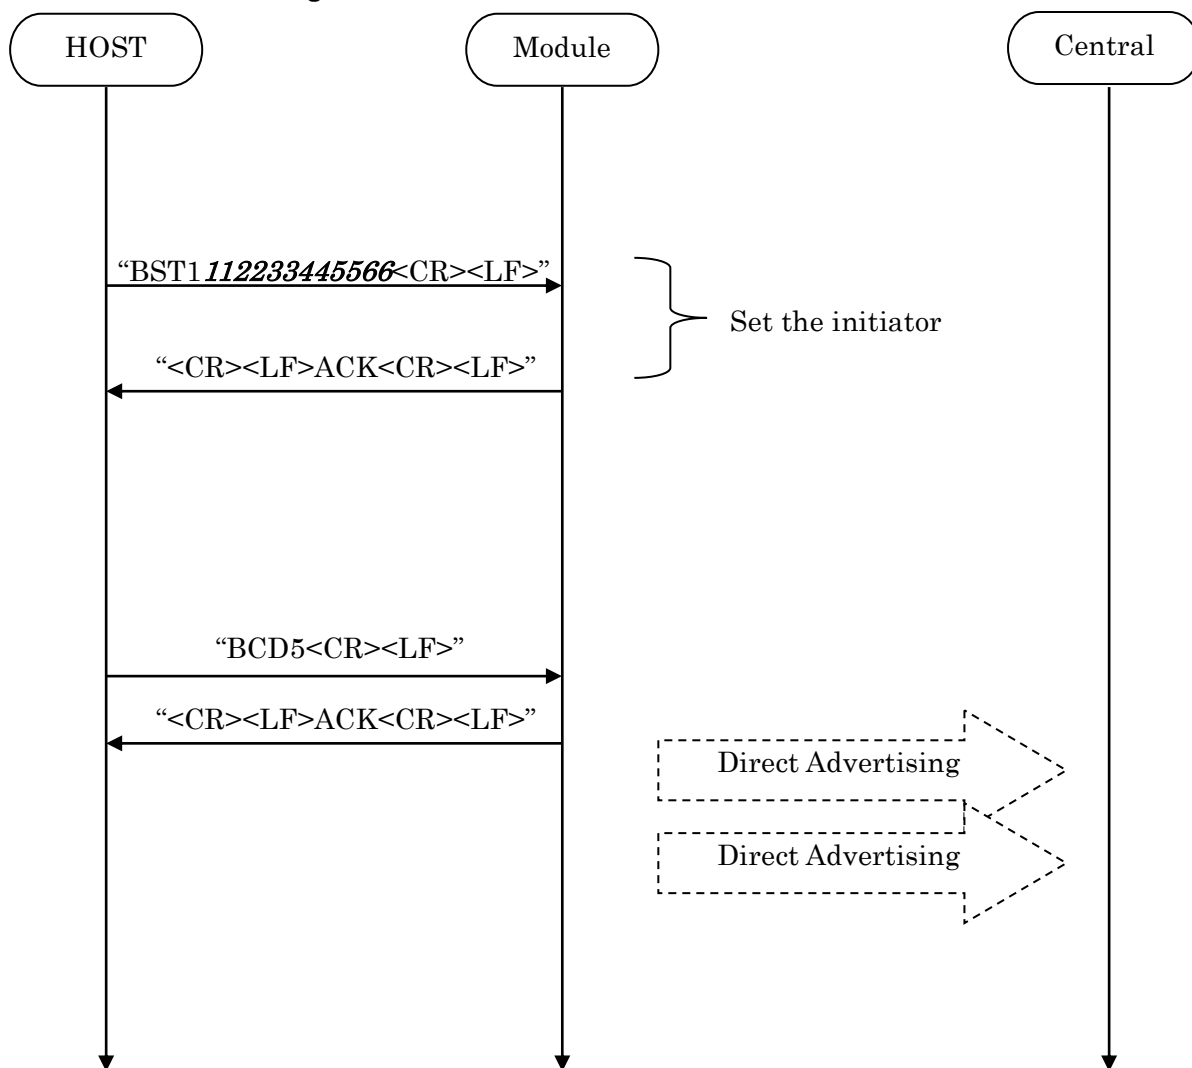 HOST
Module
Central
“BST1112233445566<CR><LF>”
Set the initiator
“<CR><LF>ACK<CR><LF>”
“BCD5<CR><LF>”
“<CR><LF>ACK<CR><LF>”
Direct Advertising
Direct Advertising